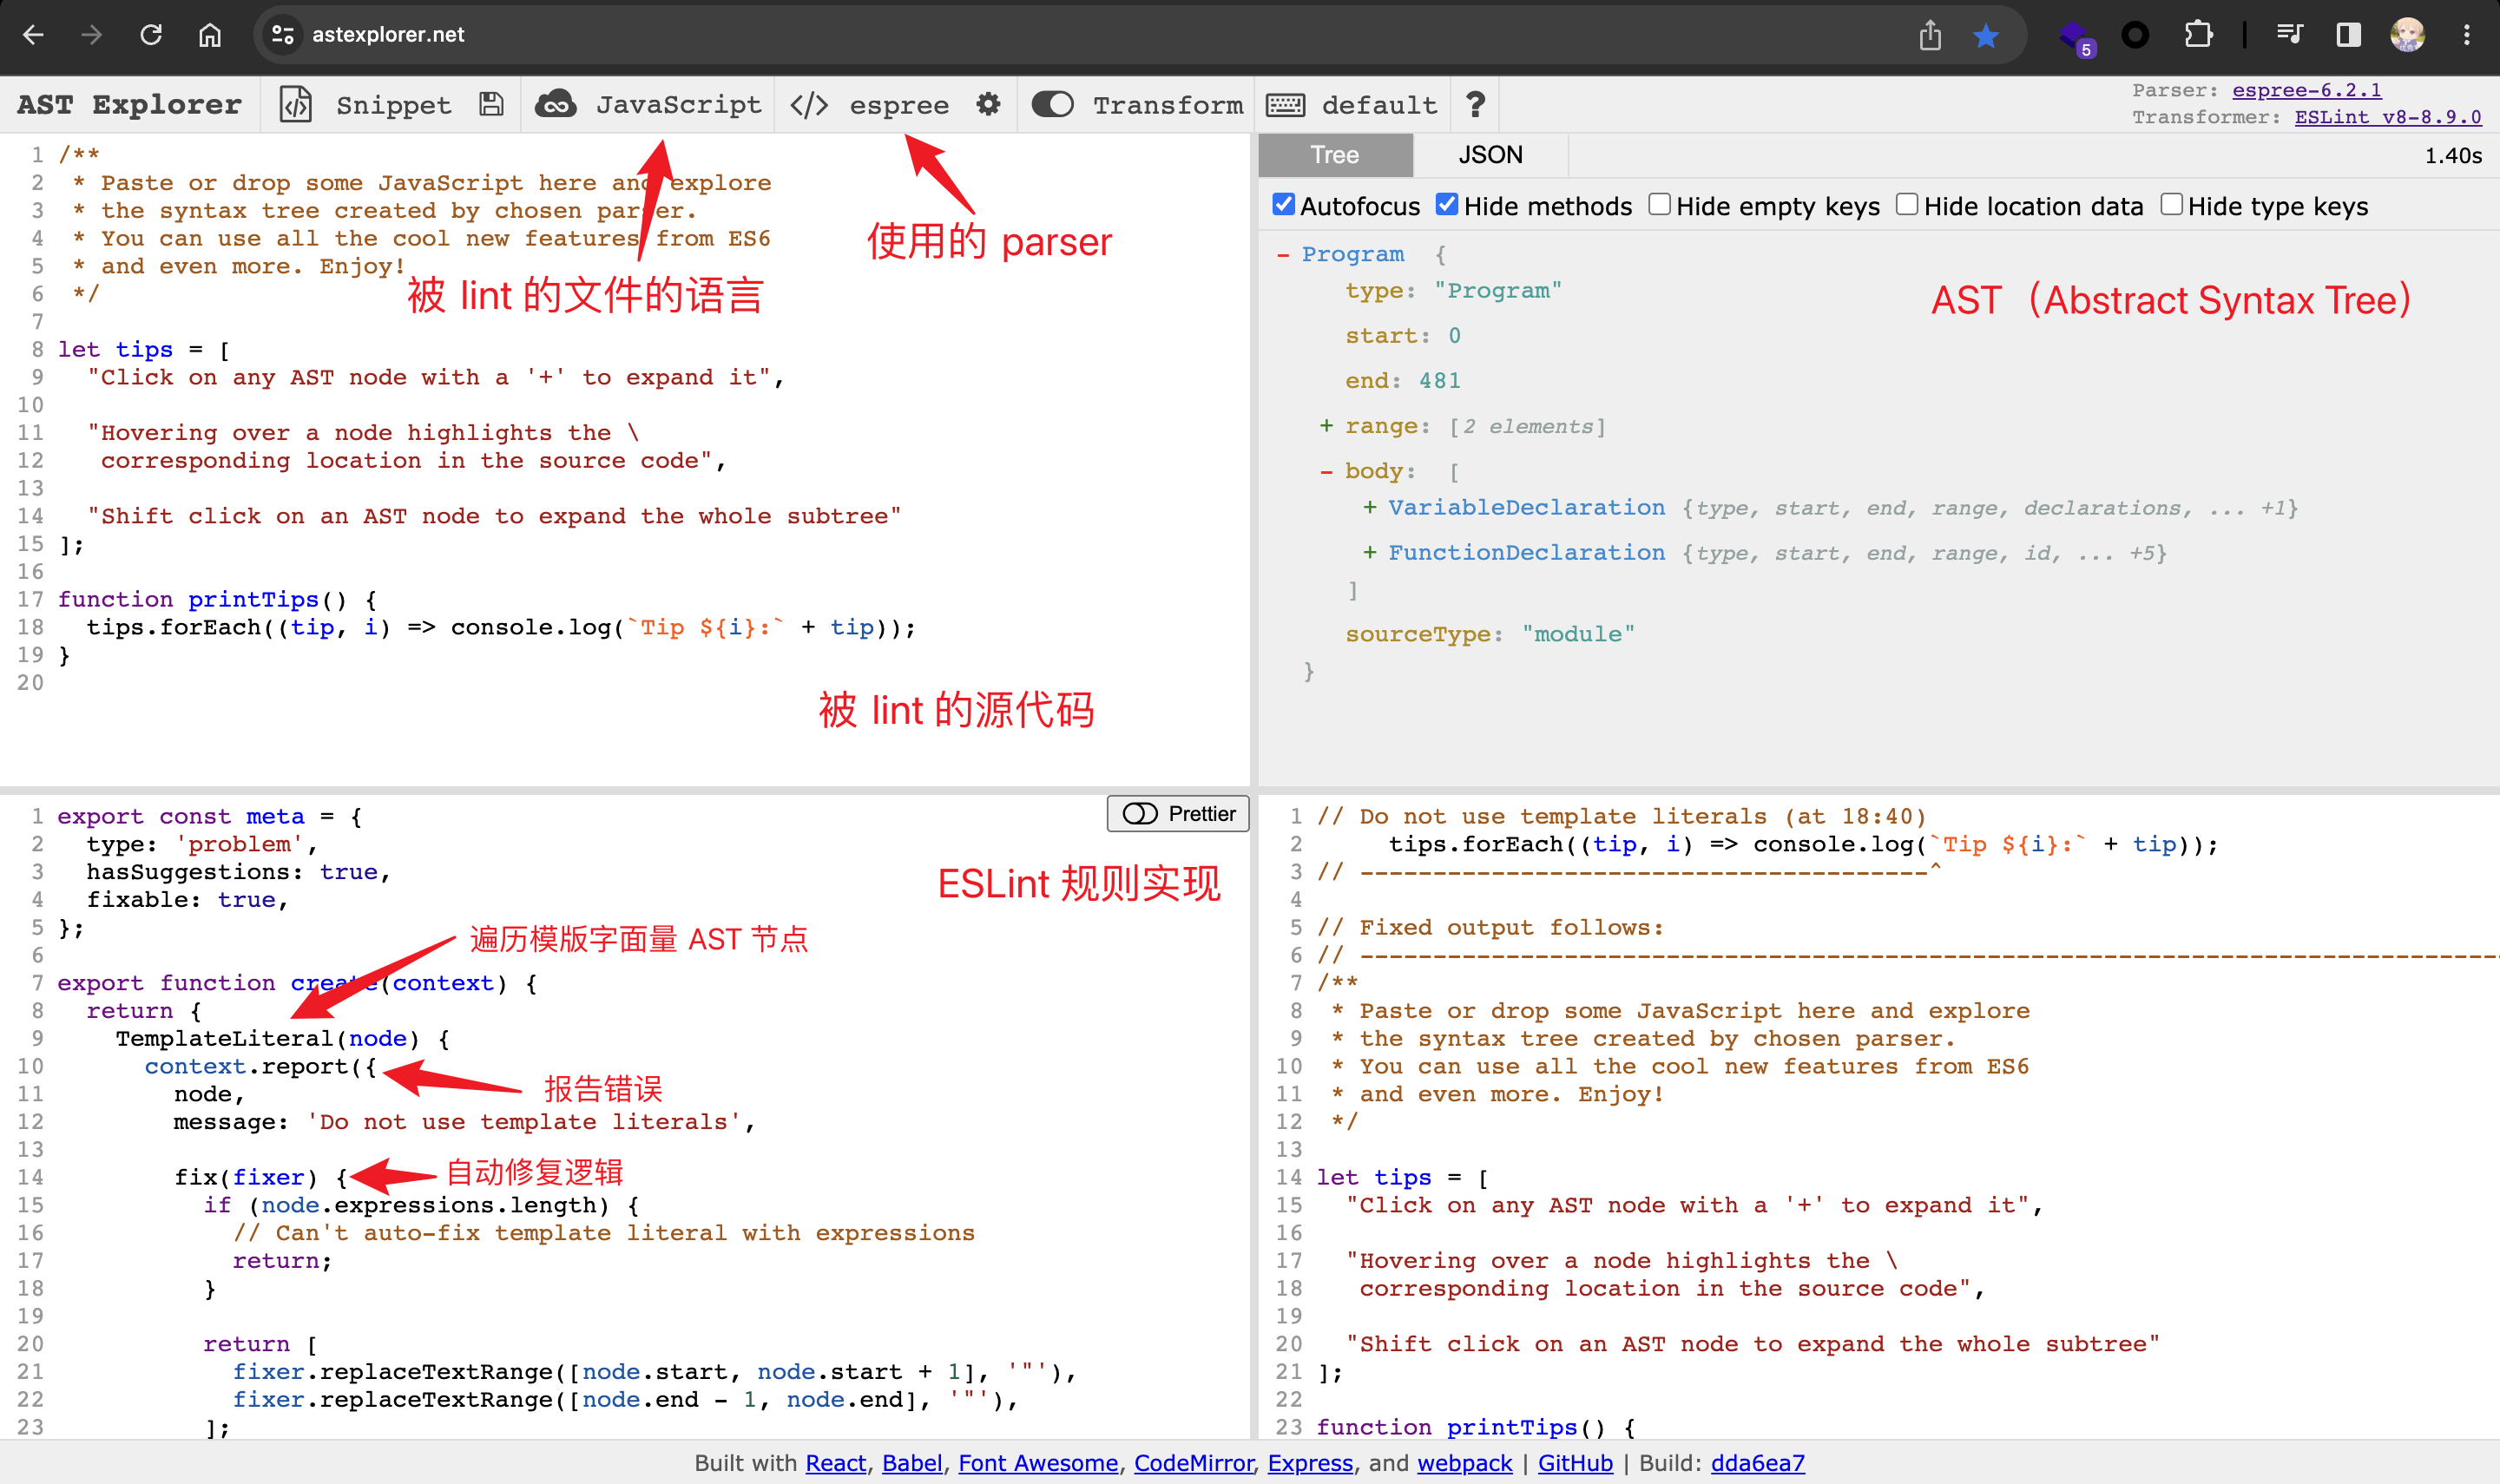 astexplorer.net
5
AST Explorer Snippet JavaScript </> espree Transform default ?
Parser: espree-6.2.1
Transformer: ESLint v8-8.9.0
1 /**
2  * Paste or drop some JavaScript here and explore
3  * the syntax tree created by chosen parser.
4  * You can use all the cool new features from ES6
5  * and even more. Enjoy!
6  */
7
8 let tips = [
9   "Click on any AST node with a '+' to expand it",
10
11   "Hovering over a node highlights the \
12    corresponding location in the source code",
13
14   "Shift click on an AST node to expand the whole subtree"
15 ];
16
17 function printTips() {
18   tips.forEach((tip, i) => console.log(`Tip ${i}:` + tip));
19 }
20
被 lint 的文件的语言
使用的 parser
被 lint 的源代码
Tree JSON 1.40s
Autofocus Hide methods Hide empty keys Hide location data Hide type keys
- Program {
type: "Program"
start: 0
end: 481
+ range: [2 elements]
- body: [
+ VariableDeclaration {type, start, end, range, declarations, ... +1}
+ FunctionDeclaration {type, start, end, range, id, ... +5}
]
sourceType: "module"
}
AST（Abstract Syntax Tree）
1 export const meta = {
2   type: 'problem',
3   hasSuggestions: true,
4   fixable: true,
5 };
6
7 export function create(context) {
8   return {
9     TemplateLiteral(node) {
10       context.report({
11         node,
12         message: 'Do not use template literals',
13
14         fix(fixer) {
15           if (node.expressions.length) {
16             // Can't auto-fix template literal with expressions
17             return;
18           }
19
20           return [
21             fixer.replaceTextRange([node.start, node.start + 1], '"'),
22             fixer.replaceTextRange([node.end - 1, node.end], '"'),
23           ];
Prettier
ESLint 规则实现
遍历模版字面量 AST 节点
报告错误
自动修复逻辑
1 // Do not use template literals (at 18:40)
2      tips.forEach((tip, i) => console.log(`Tip ${i}:` + tip));
3 // ---------------------------------------^
4
5 // Fixed output follows:
6 // --------------------------------------------------------------------------------
7 /**
8  * Paste or drop some JavaScript here and explore
9  * the syntax tree created by chosen parser.
10  * You can use all the cool new features from ES6
11  * and even more. Enjoy!
12  */
13
14 let tips = [
15   "Click on any AST node with a '+' to expand it",
16
17   "Hovering over a node highlights the \
18    corresponding location in the source code",
19
20   "Shift click on an AST node to expand the whole subtree"
21 ];
22
23 function printTips() {
Built with React, Babel, Font Awesome, CodeMirror, Express, and webpack | GitHub | Build: dda6ea7